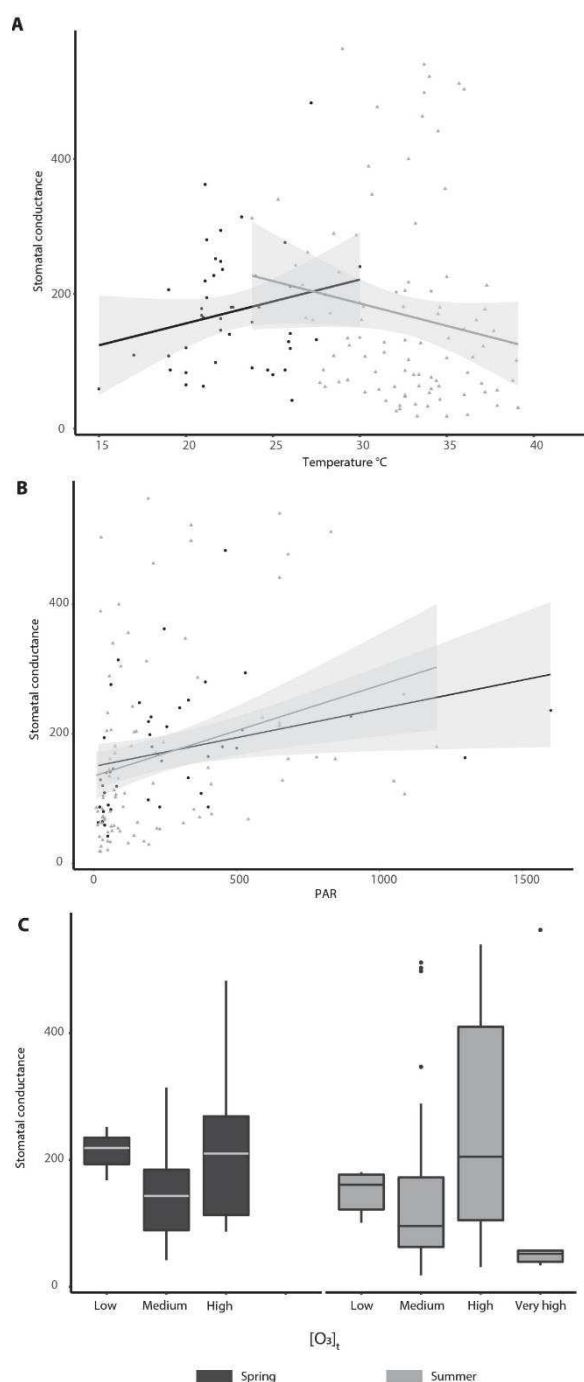 A
Stomatal conductance
400
200
0
15 20 25 30 35 40
Temperature °C
B
Stomatal conductance
400
200
0
0 500 1000 1500
PAR
C
Stomatal conductance
400
200
0
Low Medium High Low Medium High Very high
[O₃]t
Spring Summer